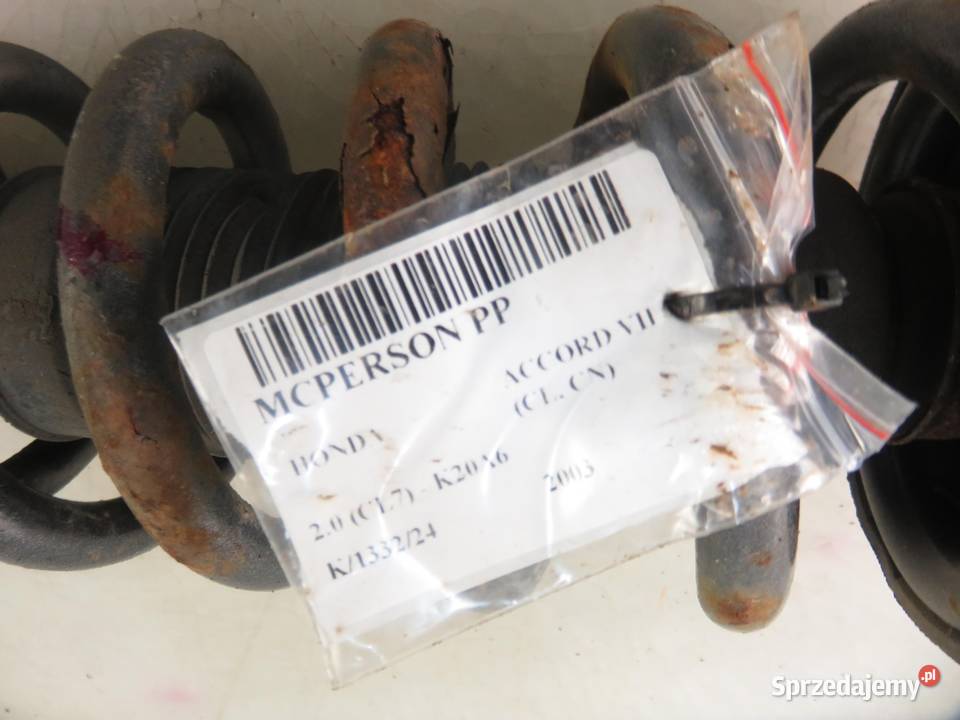 MCPERSON PP
HONDA ACCORD VII
(CL, CN)
2.0 (CL7) - K20A6 2003
K/1332/24
Sprzedajemy.pl